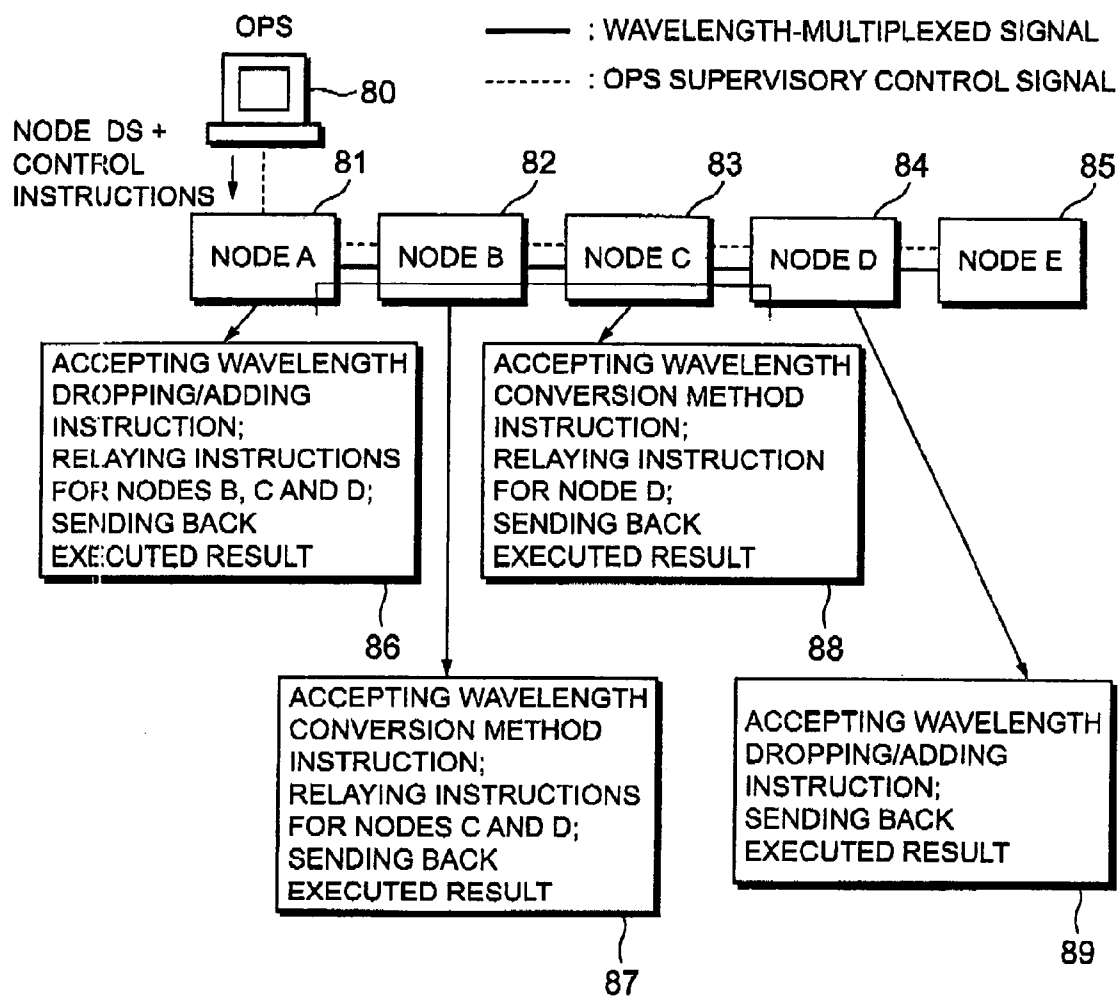 OPS
: WAVELENGTH-MULTIPLEXED SIGNAL
: OPS SUPERVISORY CONTROL SIGNAL
80
NODE DS +
CONTROL
INSTRUCTIONS
81
82
83
84
85
NODE A
NODE B
NODE C
NODE D
NODE E
ACCEPTING WAVELENGTH
DROPPING/ADDING
INSTRUCTION;
RELAYING INSTRUCTIONS
FOR NODES B, C AND D;
SENDING BACK
EXECUTED RESULT
86
ACCEPTING WAVELENGTH
CONVERSION METHOD
INSTRUCTION;
RELAYING INSTRUCTION
FOR NODE D;
SENDING BACK
EXECUTED RESULT
88
ACCEPTING WAVELENGTH
CONVERSION METHOD
INSTRUCTION;
RELAYING INSTRUCTIONS
FOR NODES C AND D;
SENDING BACK
EXECUTED RESULT
87
ACCEPTING WAVELENGTH
DROPPING/ADDING
INSTRUCTION;
SENDING BACK
EXECUTED RESULT
89